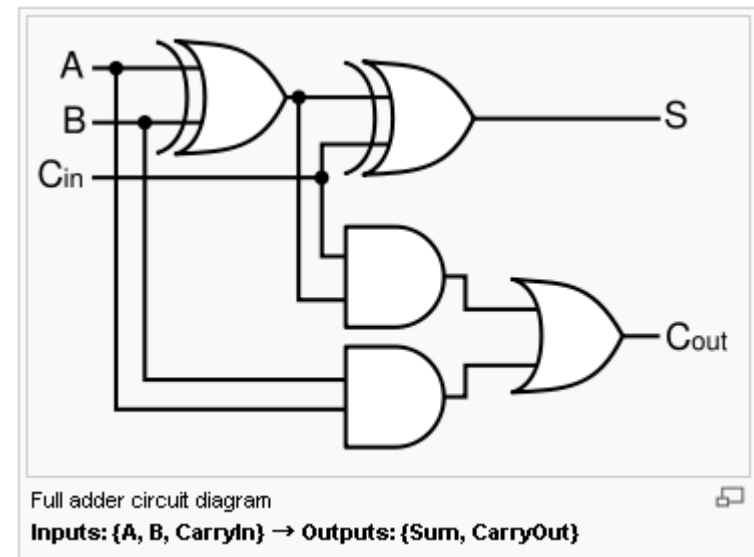 A
B
Cin
S
Cout
Full adder circuit diagram
Inputs: {A, B, CarryIn} → Outputs: {Sum, CarryOut}